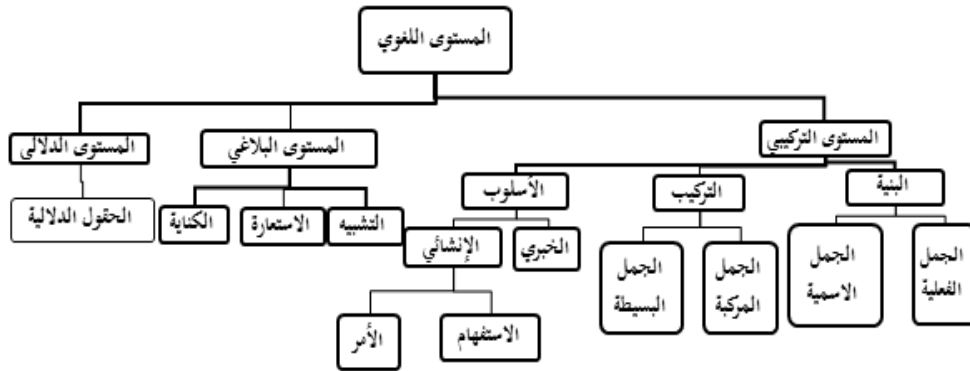 المستوى اللغوي
المستوى التركيبي
المستوى البلاغي
المستوى الدلالي
البنية
التركيب
الأسلوب
التشبيه
الاستعارة
الكناية
الحقول الدلالية
الجمل
الفعلية
الجمل
الاسمية
الجمل
المركبة
الجمل
البسيطة
الخبري
الإنشائي
الاستفهام
الأمر